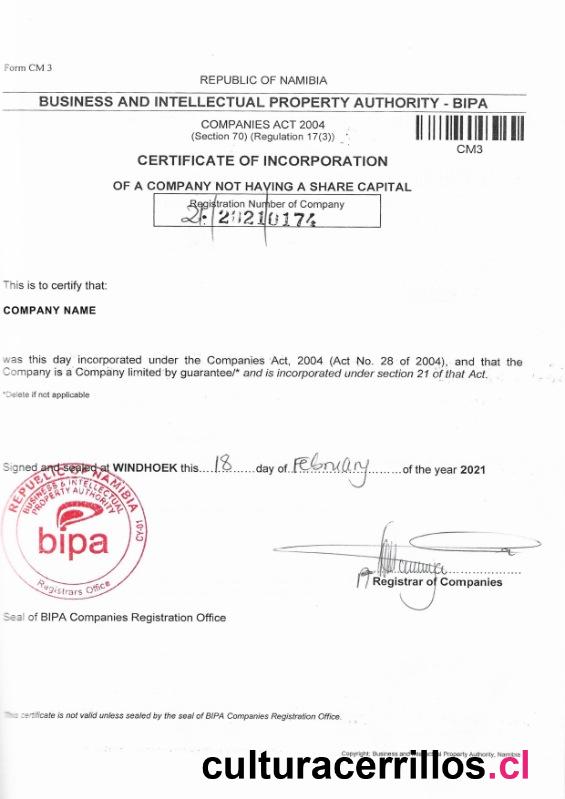 Form CM 3
REPUBLIC OF NAMIBIA
BUSINESS AND INTELLECTUAL PROPERTY AUTHORITY - BIPA
COMPANIES ACT 2004
(Section 70) (Regulation 17(3))
CM3
CERTIFICATE OF INCORPORATION
OF A COMPANY NOT HAVING A SHARE CAPITAL
Registration Number of Company
21/20210174
This is to certify that:
COMPANY NAME
was this day incorporated under the Companies Act, 2004 (Act No. 28 of 2004), and that the
Company is a Company limited by guarantee/* and is incorporated under section 21 of that Act.
*Delete if not applicable
Signed and sealed at WINDHOEK this....18......day of..February........of the year 2021
REPUBLIC OF NAMIBIA
BUSINESS & INTELLECTUAL
PROPERTY AUTHORITY
CY-01
bipa
Registrars Office
Registrar of Companies
Seal of BIPA Companies Registration Office
This certificate is not valid unless sealed by the seal of BIPA Companies Registration Office.
Copyright: Business and Intellectual Property Authority, Namibia
culturacerrillos.cl